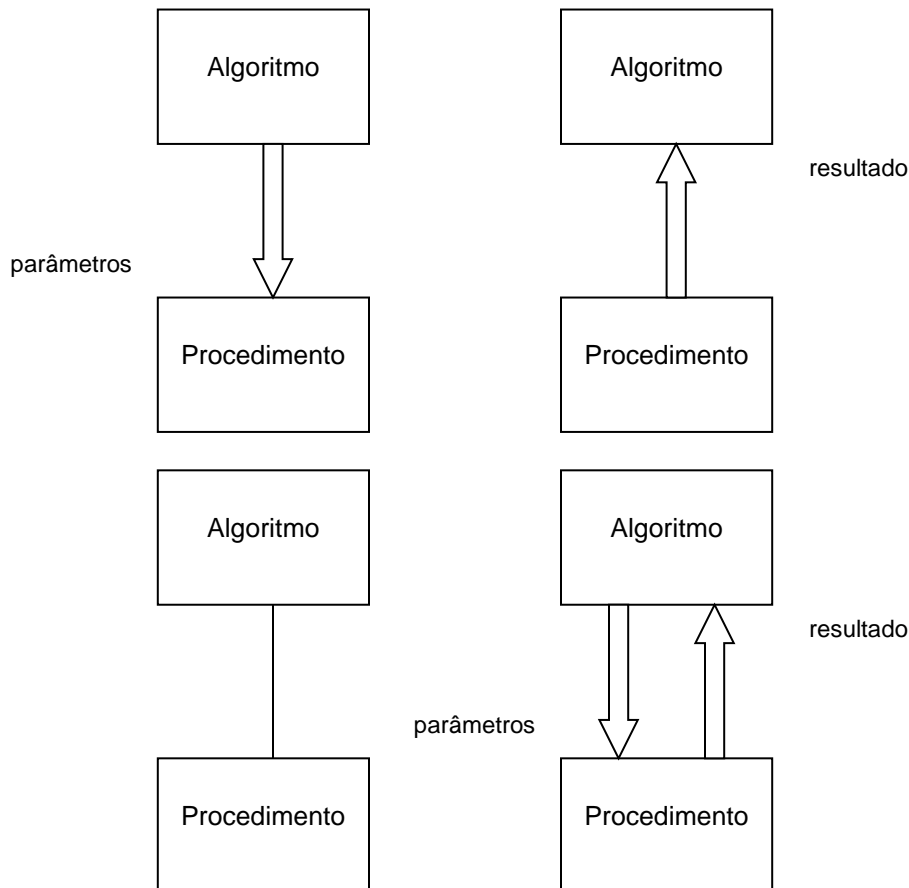 Algoritmo
Algoritmo
resultado
parâmetros
Procedimento
Procedimento
Algoritmo
Algoritmo
resultado
parâmetros
Procedimento
Procedimento